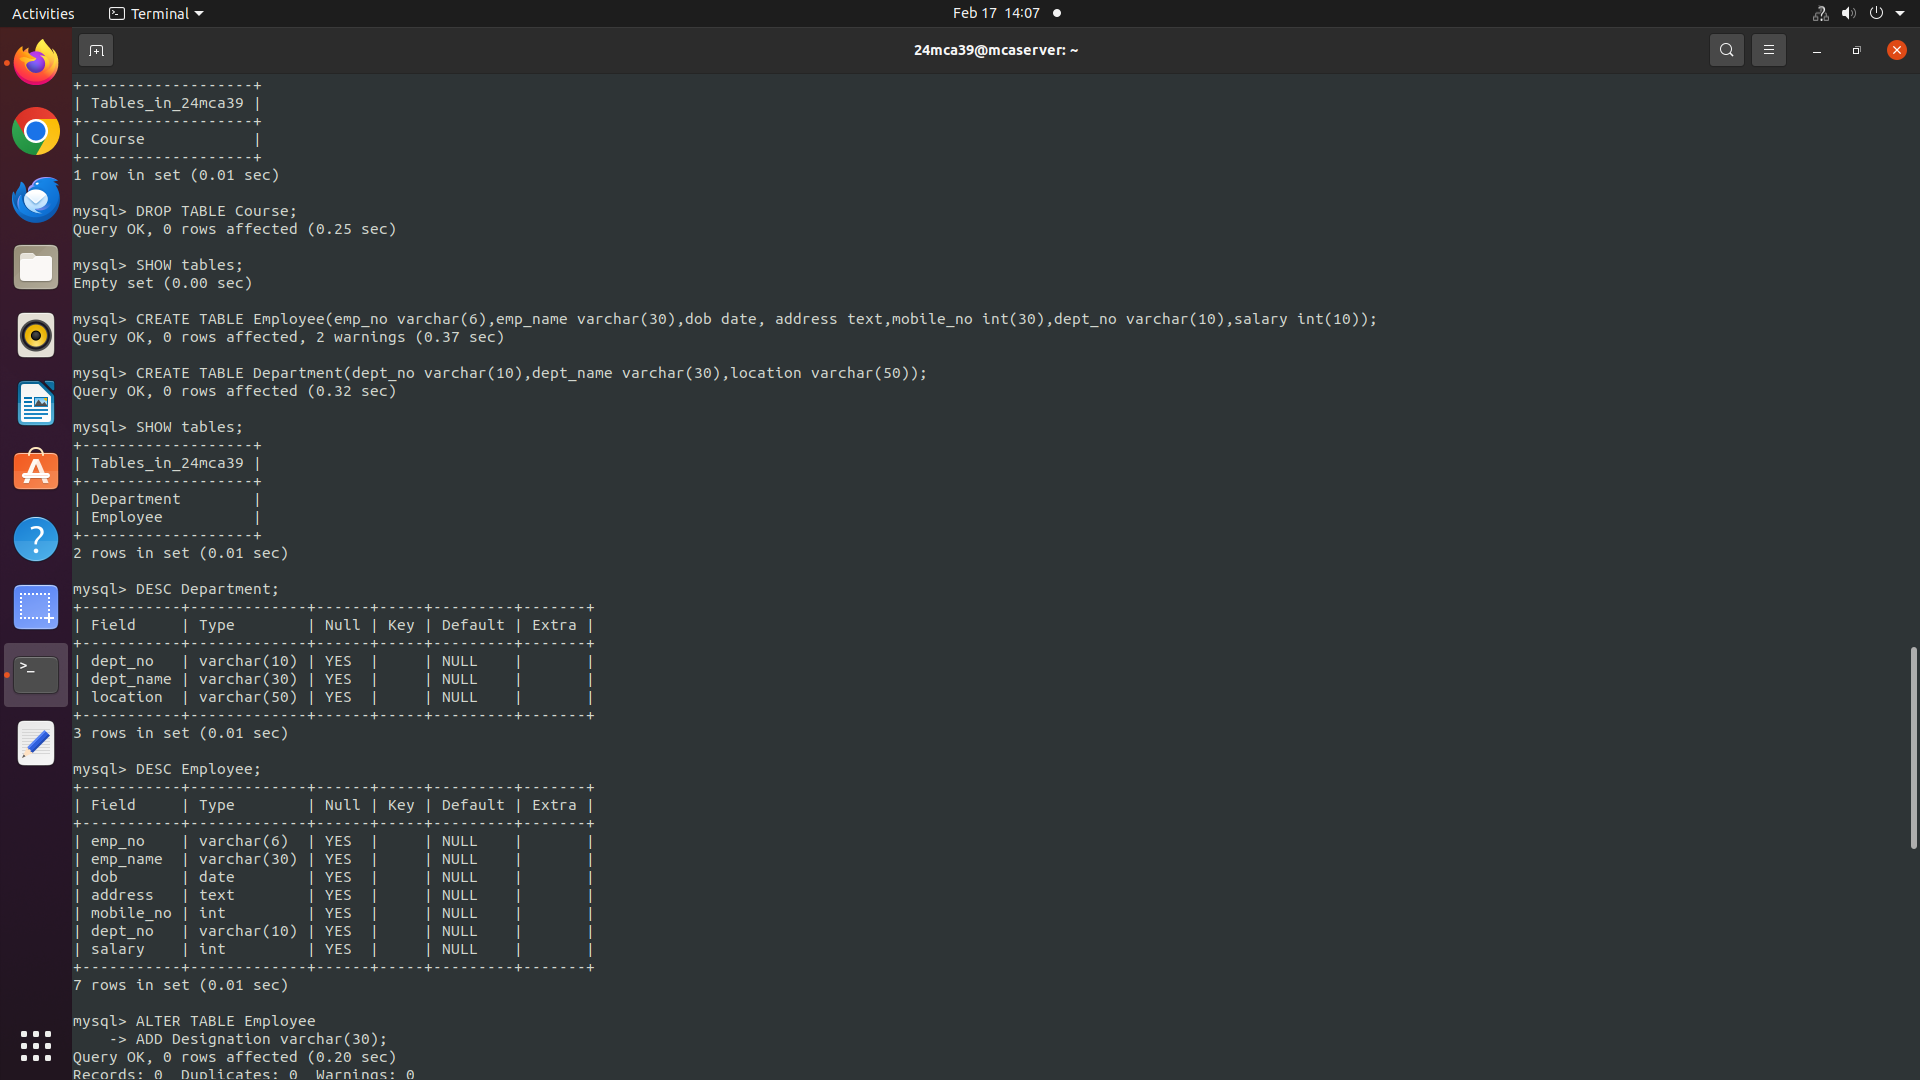 Activities
Terminal
Feb 17 14:07
24mca39@mcaserver: ~
+-------------------+
| Tables_in_24mca39 |
+-------------------+
| Course            |
+-------------------+
1 row in set (0.01 sec)
mysql> DROP TABLE Course;
Query OK, 0 rows affected (0.25 sec)
mysql> SHOW tables;
Empty set (0.00 sec)
mysql> CREATE TABLE Employee(emp_no varchar(6),emp_name varchar(30),dob date, address text,mobile_no int(30),dept_no varchar(10),salary int(10));
Query OK, 0 rows affected, 2 warnings (0.37 sec)
mysql> CREATE TABLE Department(dept_no varchar(10),dept_name varchar(30),location varchar(50));
Query OK, 0 rows affected (0.32 sec)
mysql> SHOW tables;
+-------------------+
| Tables_in_24mca39 |
+-------------------+
| Department        |
| Employee          |
+-------------------+
2 rows in set (0.01 sec)
mysql> DESC Department;
+-----------+-------------+------+-----+---------+-------+
| Field     | Type        | Null | Key | Default | Extra |
+-----------+-------------+------+-----+---------+-------+
| dept_no   | varchar(10) | YES  |     | NULL    |       |
| dept_name | varchar(30) | YES  |     | NULL    |       |
| location  | varchar(50) | YES  |     | NULL    |       |
+-----------+-------------+------+-----+---------+-------+
3 rows in set (0.01 sec)
mysql> DESC Employee;
+-----------+-------------+------+-----+---------+-------+
| Field     | Type        | Null | Key | Default | Extra |
+-----------+-------------+------+-----+---------+-------+
| emp_no    | varchar(6)  | YES  |     | NULL    |       |
| emp_name  | varchar(30) | YES  |     | NULL    |       |
| dob       | date        | YES  |     | NULL    |       |
| address   | text        | YES  |     | NULL    |       |
| mobile_no | int         | YES  |     | NULL    |       |
| dept_no   | varchar(10) | YES  |     | NULL    |       |
| salary    | int         | YES  |     | NULL    |       |
+-----------+-------------+------+-----+---------+-------+
7 rows in set (0.01 sec)
mysql> ALTER TABLE Employee
    -> ADD Designation varchar(30);
Query OK, 0 rows affected (0.20 sec)
Records: 0  Duplicates: 0  Warnings: 0